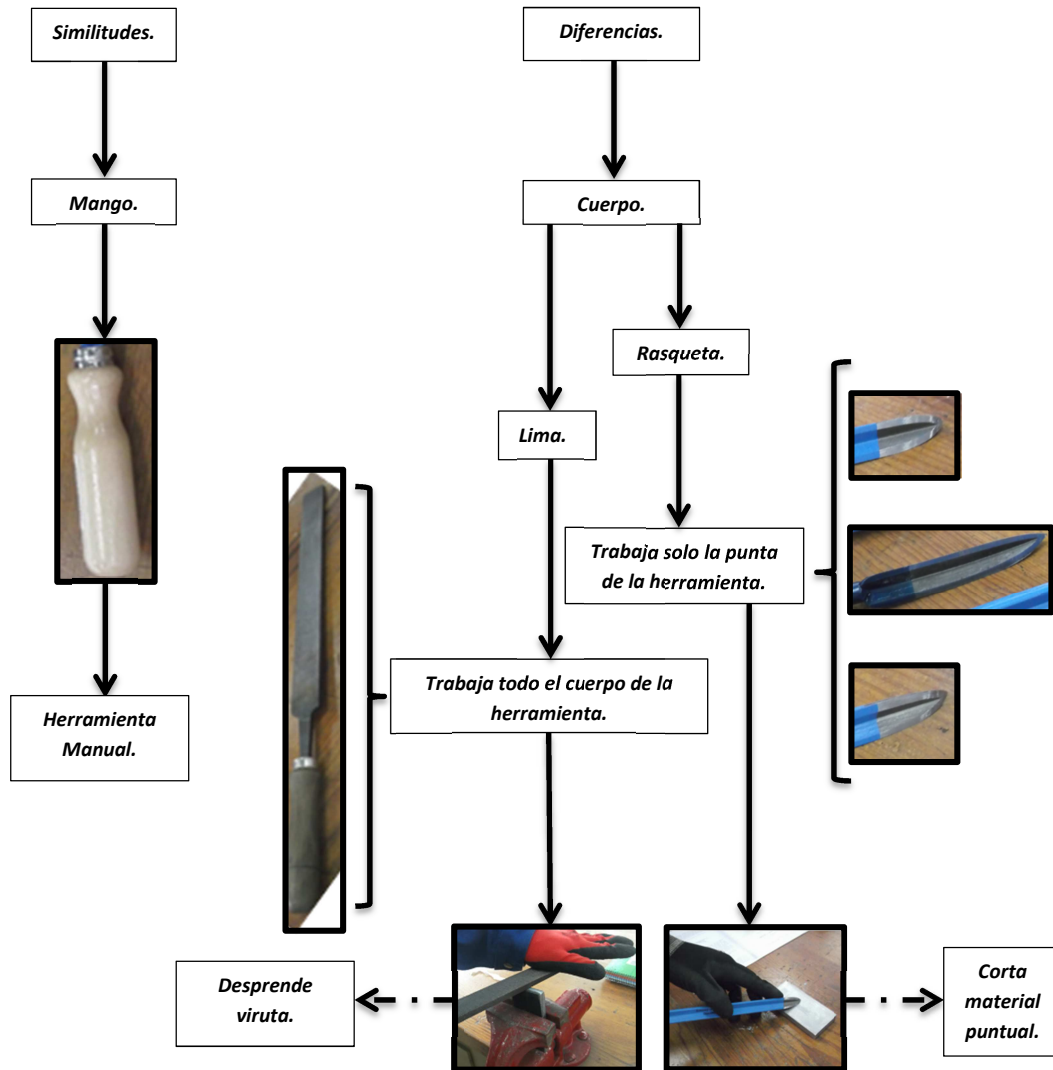 Similitudes.
Diferencias.
Mango.
Cuerpo.
Rasqueta.
Lima.
Trabaja solo la punta
de la herramienta.
Trabaja todo el cuerpo de la
herramienta.
Herramienta
Manual.
Desprende
viruta.
Corta
material
puntual.